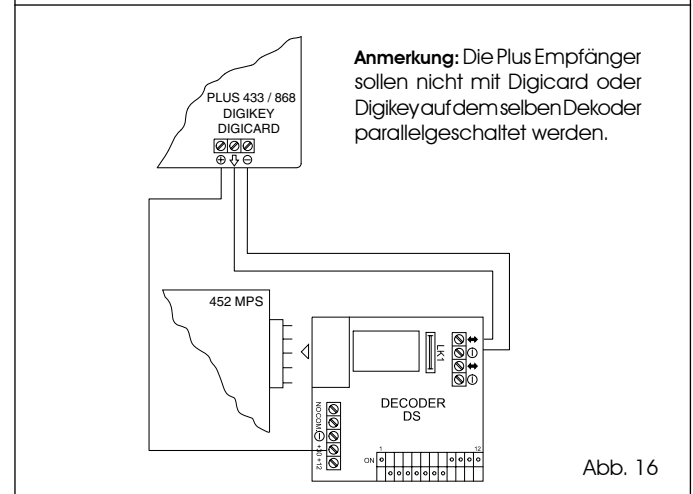 Anmerkung: Die Plus Empfänger
sollen nicht mit Digicard oder
Digikey auf dem selben Dekoder
parallelgeschaltet werden.
PLUS 433 / 868
DIGIKEY
DIGICARD
452 MPS
LK1
DECODER
DS
NO COM
+20 +12
ON
1
12
Abb. 16